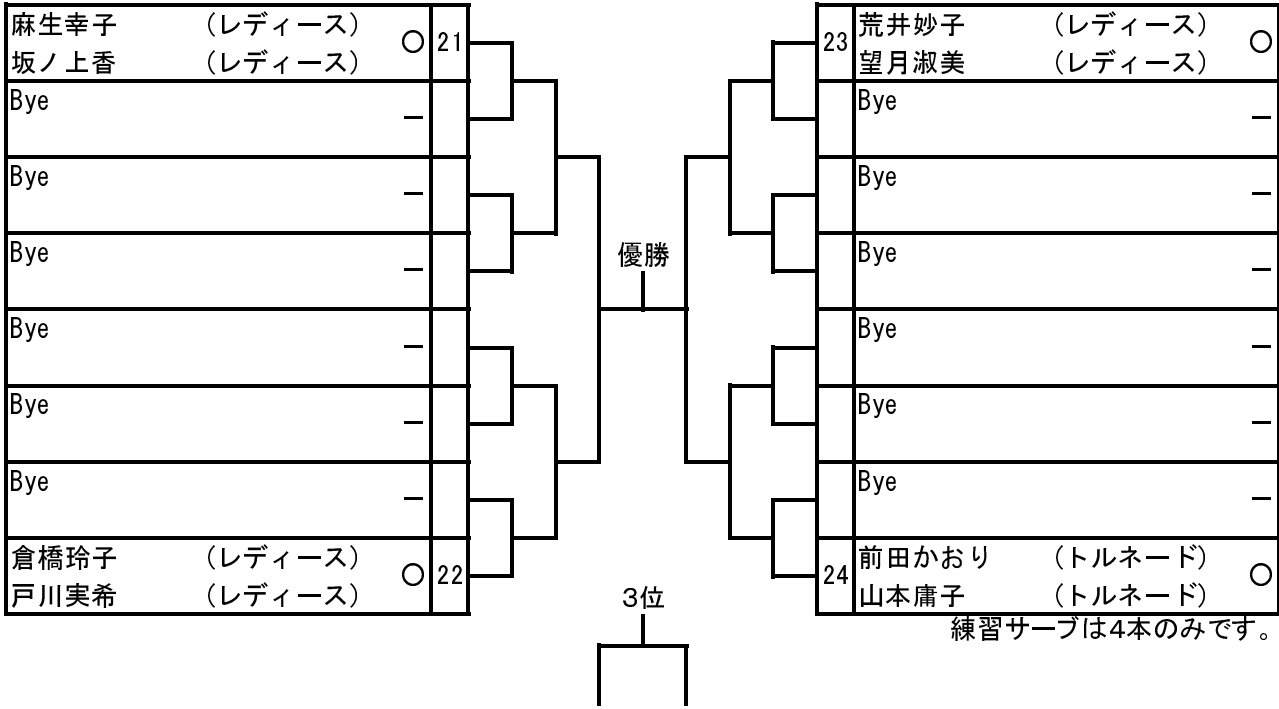 麻生幸子 (レディース) ○ 21
坂ノ上香 (レディース)
Bye －
Bye －
Bye －
Bye －
Bye －
Bye －
倉橋玲子 (レディース) ○ 22
戸川実希 (レディース)
優勝
3位
23 荒井妙子 (レディース) ○
望月淑美 (レディース)
Bye －
Bye －
Bye －
Bye －
Bye －
Bye －
24 前田かおり (トルネード) ○
山本庸子 (トルネード)
練習サーブは4本のみです。